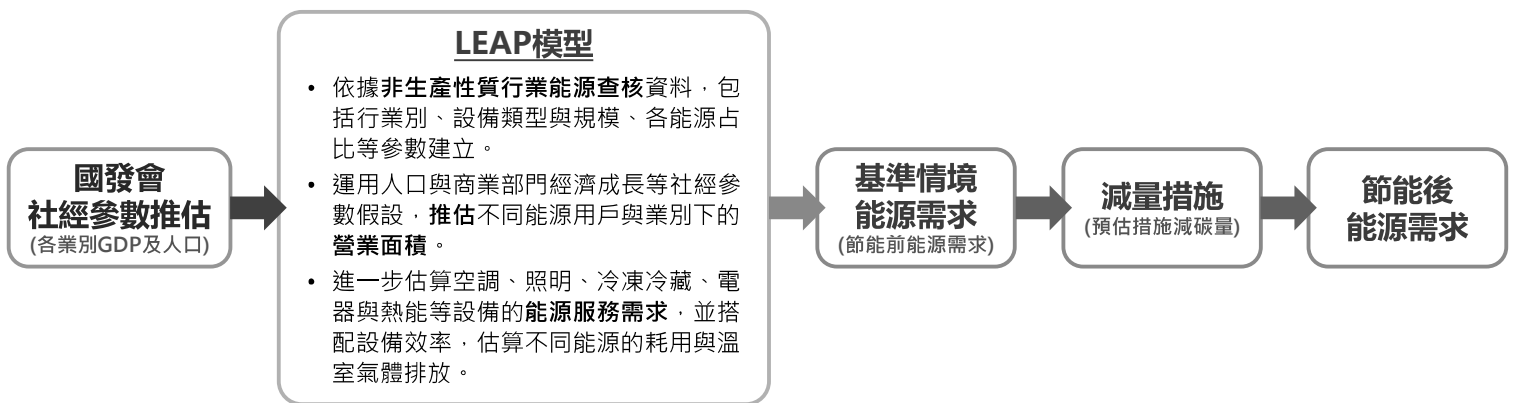 國發會
社經參數推估
(各業別GDP及人口)
LEAP模型
• 依據非生產性質行業能源查核資料，包
括行業別、設備類型與規模、各能源占
比等參數建立。
• 運用人口與商業部門經濟成長等社經參
數假設，推估不同能源用戶與業別下的
營業面積。
• 進一步估算空調、照明、冷凍冷藏、電
器與熱能等設備的能源服務需求，並搭
配設備效率，估算不同能源的耗用與溫
室氣體排放。
基準情境
能源需求
(節能前能源需求)
減量措施
(預估措施減碳量)
節能後
能源需求